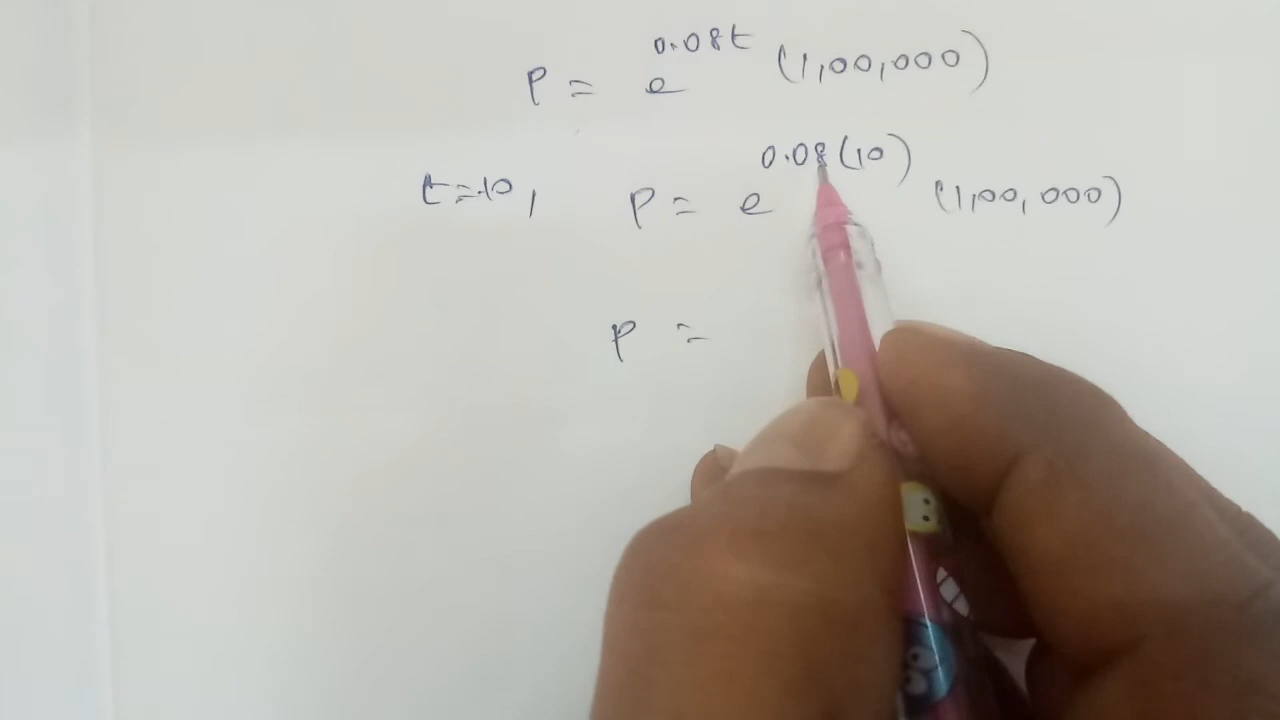 P = e^0.08t (1,00,000)
t=10, P = e^0.08(10) (1,00,000)
P =